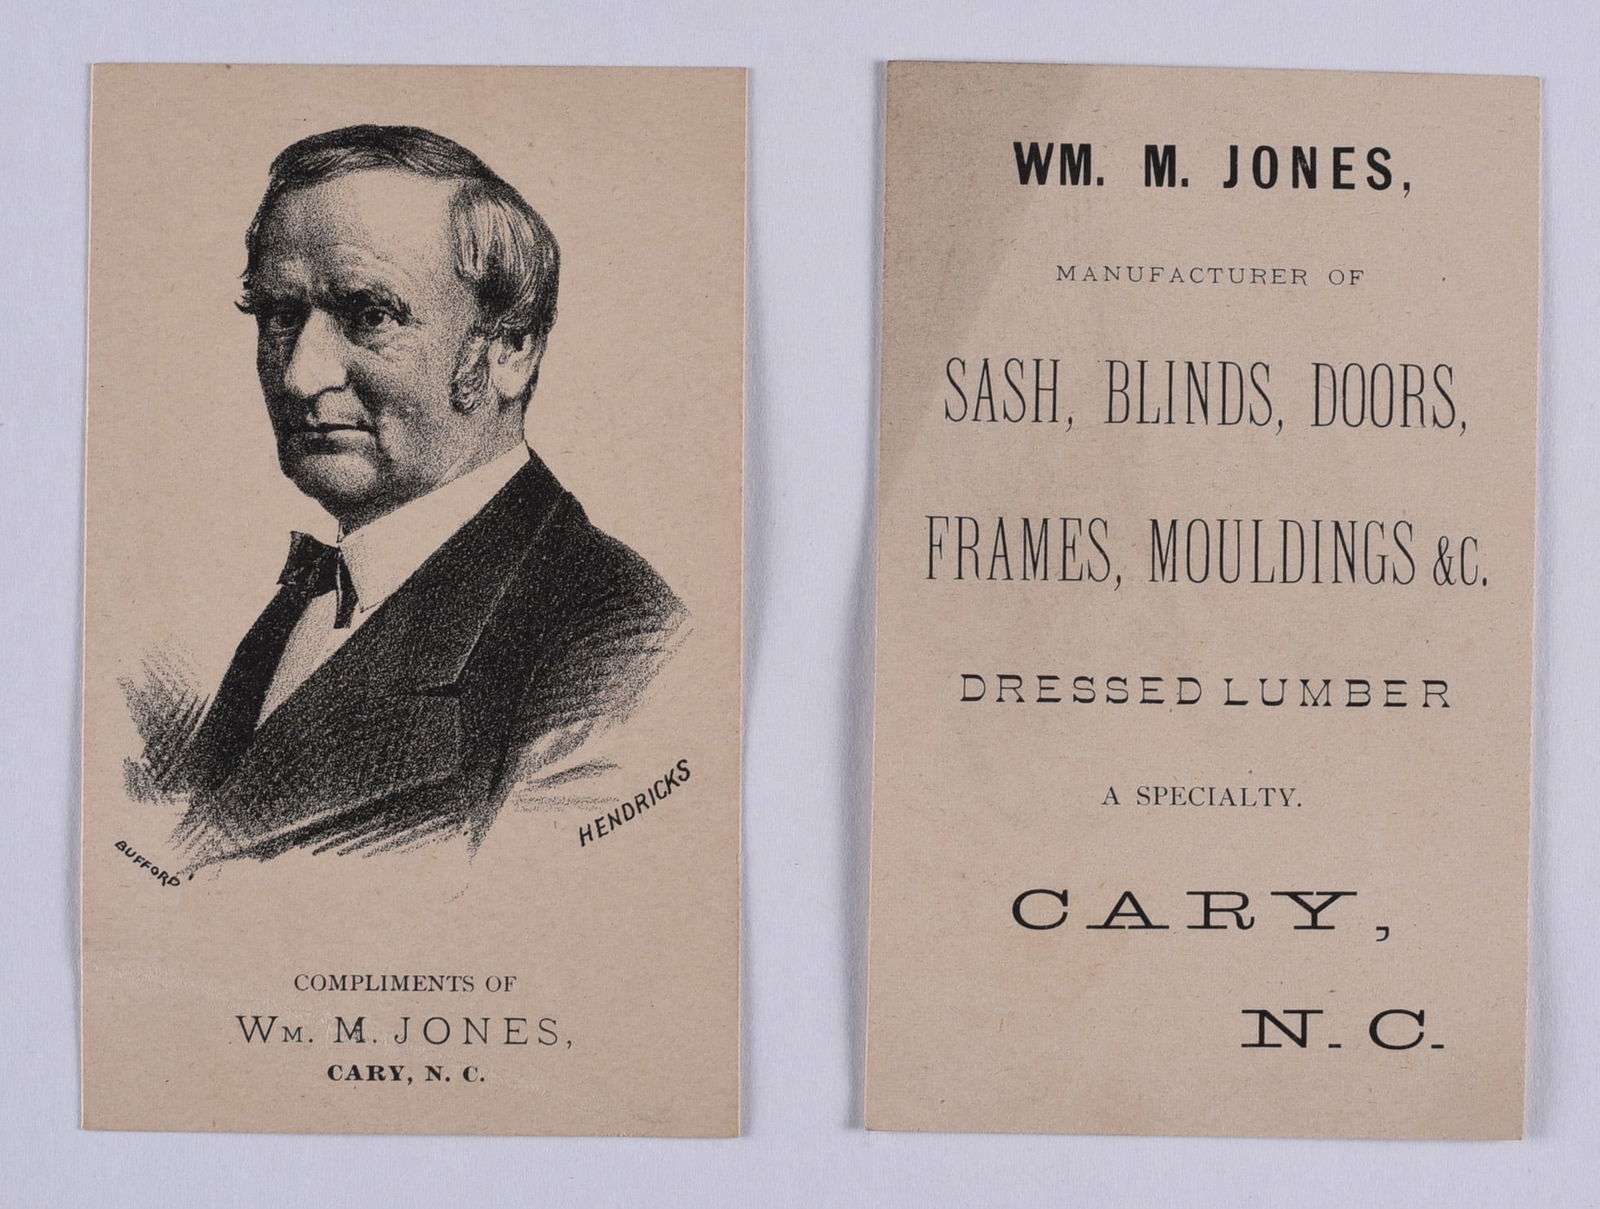 HENDRICKS
BUFFORD
COMPLIMENTS OF
WM. M. JONES,
CARY, N. C.
WM. M. JONES,
MANUFACTURER OF
SASH, BLINDS, DOORS,
FRAMES, MOULDINGS &C.
DRESSED LUMBER
A SPECIALTY.
CARY,
N. C.